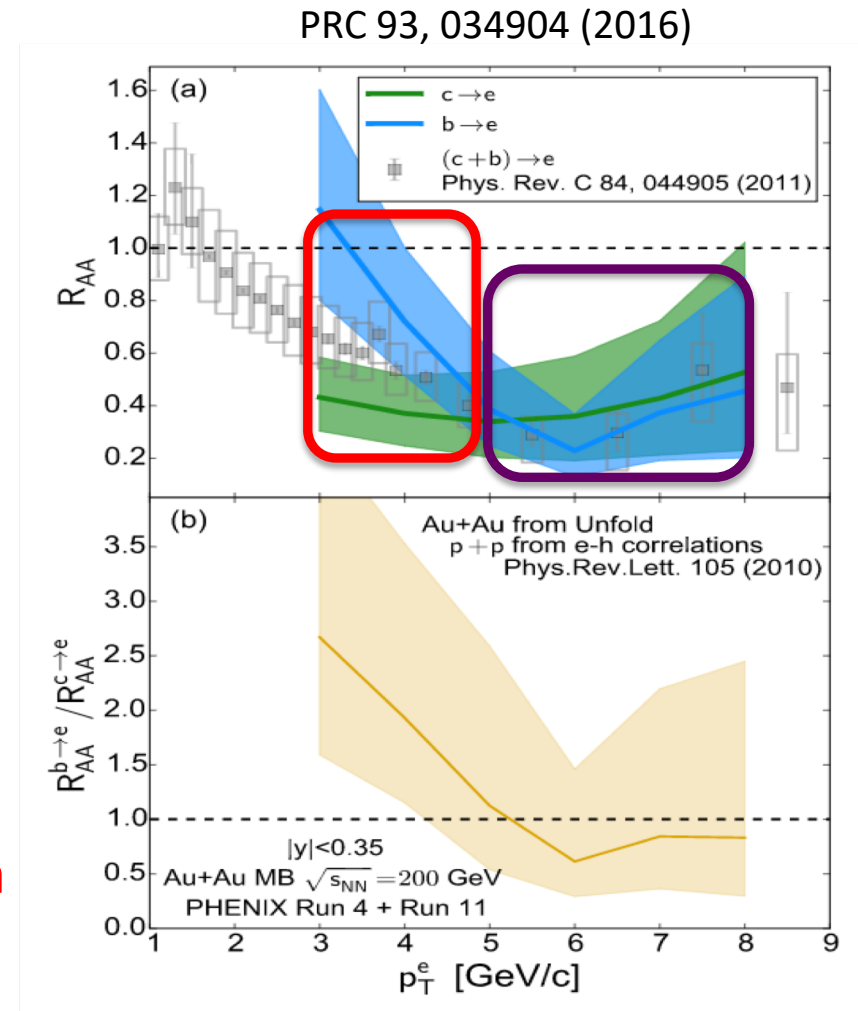 PRC 93, 034904 (2016)
(a)
c→e
b→e
(c+b)→e
Phys. Rev. C 84, 044905 (2011)
1.6
1.4
1.2
1.0
0.8
0.6
0.4
0.2
R_AA
(b)
Au+Au from Unfold
p+p from e-h correlations
Phys.Rev.Lett. 105 (2010)
3.5
3.0
2.5
2.0
1.5
1.0
0.5
0.0
R_AA^{b→e}/R_AA^{c→e}
|y|<0.35
Au+Au MB √s_NN=200 GeV
PHENIX Run 4 + Run 11
1 2 3 4 5 6 7 8 9
p_T^e [GeV/c]